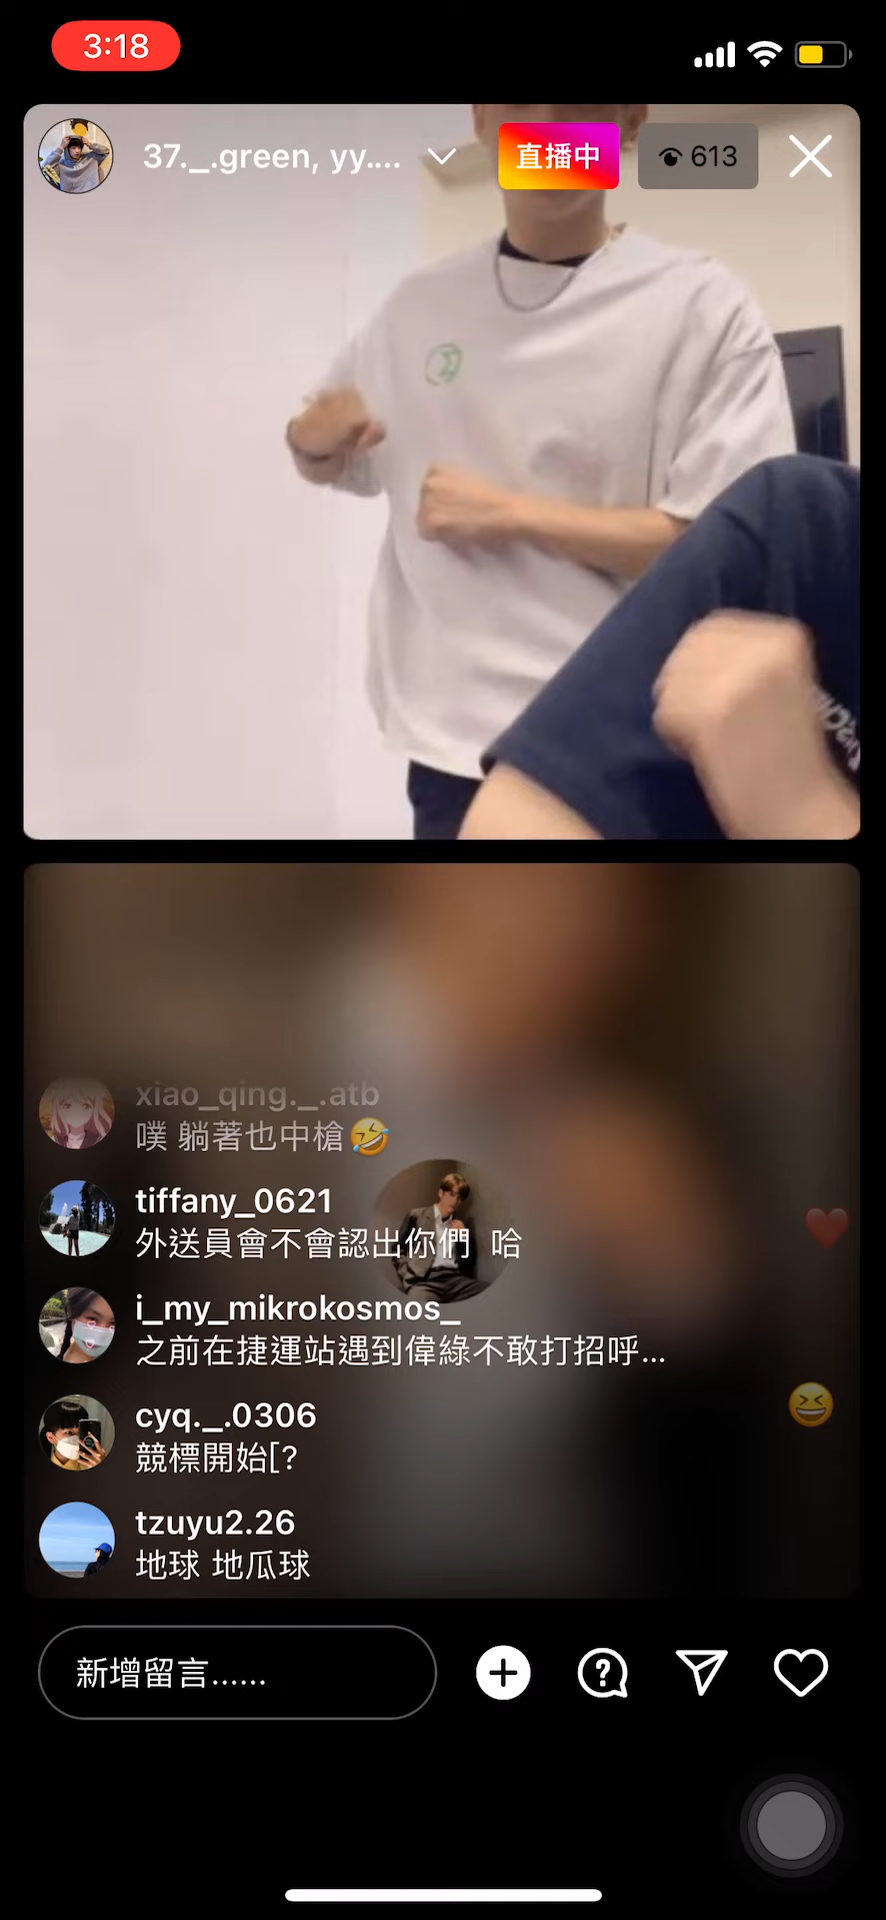 3:18
37._.green, yy....
直播中
613
xiao_qing._.atb
噗 躺著也中槍🤣
tiffany_0621
外送員會不會認出你們 哈
i_my_mikrokosmos_
之前在捷運站遇到偉綠不敢打招呼...
cyq._.0306
競標開始[?
tzuyu2.26
地球 地瓜球
新增留言......